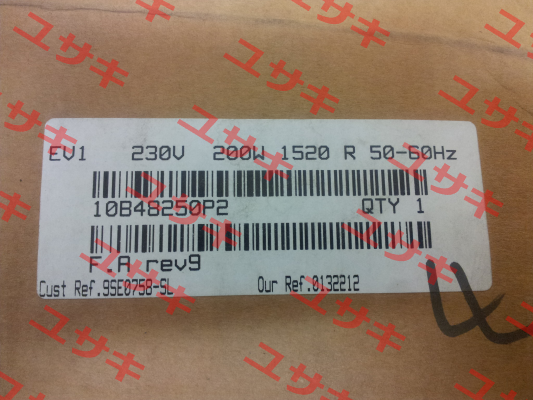 EV1 230V 200W 1520 R 50-60Hz
10B48250P2 QTY 1
F.A rev9
Cust Ref.9SE0758-SL Our Ref.0132212
4
ユサキ